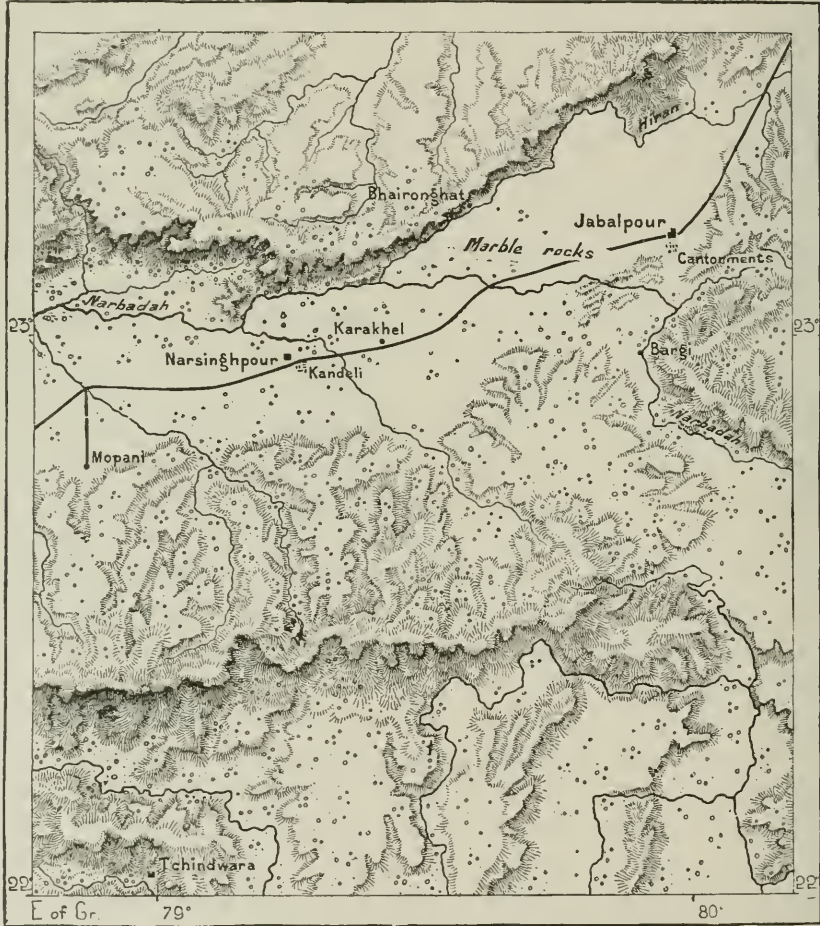 Hiran
Bhaironghat
Jabalpour
Marble rocks
Cantonments
Narbadah
23°
23°
Karakhel
Narsinghpour
Kandeli
Bargi
Narbadah
Mopani
Tchindwara
22°
22°
E of Gr.
79°
80°